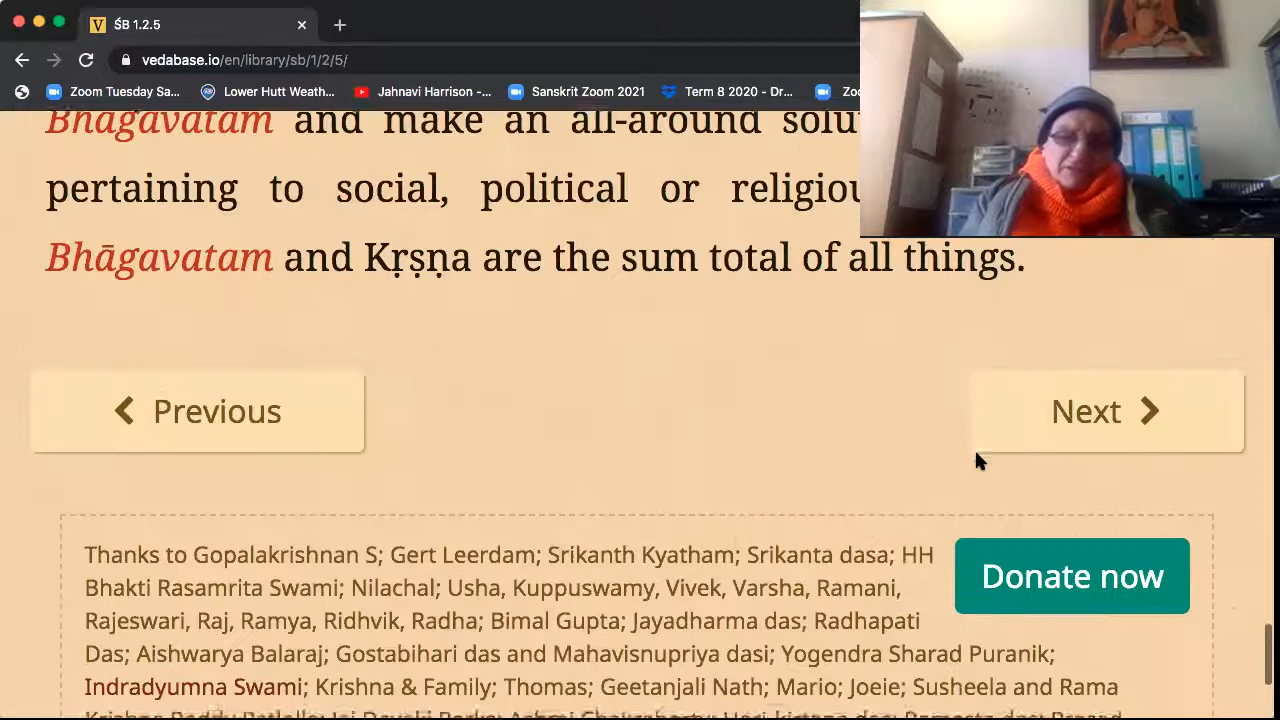 ŚB 1.2.5
vedabase.io/en/library/sb/1/2/5/
Zoom Tuesday Sa... Lower Hutt Weath... Jahnavi Harrison -... Sanskrit Zoom 2021 Term 8 2020 - Dr... Zo
Bhāgavatam and make an all-around solu
pertaining to social, political or religiou
Bhāgavatam and Kṛṣṇa are the sum total of all things.
Previous
Next
Thanks to Gopalakrishnan S; Gert Leerdam; Srikanth Kyatham; Srikanta dasa; HH
Bhakti Rasamrita Swami; Nilachal; Usha, Kuppuswamy, Vivek, Varsha, Ramani,
Rajeswari, Raj, Ramya, Ridhvik, Radha; Bimal Gupta; Jayadharma das; Radhapati
Das; Aishwarya Balaraj; Gostabihari das and Mahavisnupriya dasi; Yogendra Sharad Puranik;
Indradyumna Swami; Krishna & Family; Thomas; Geetanjali Nath; Mario; Joeie; Susheela and Rama
Donate now